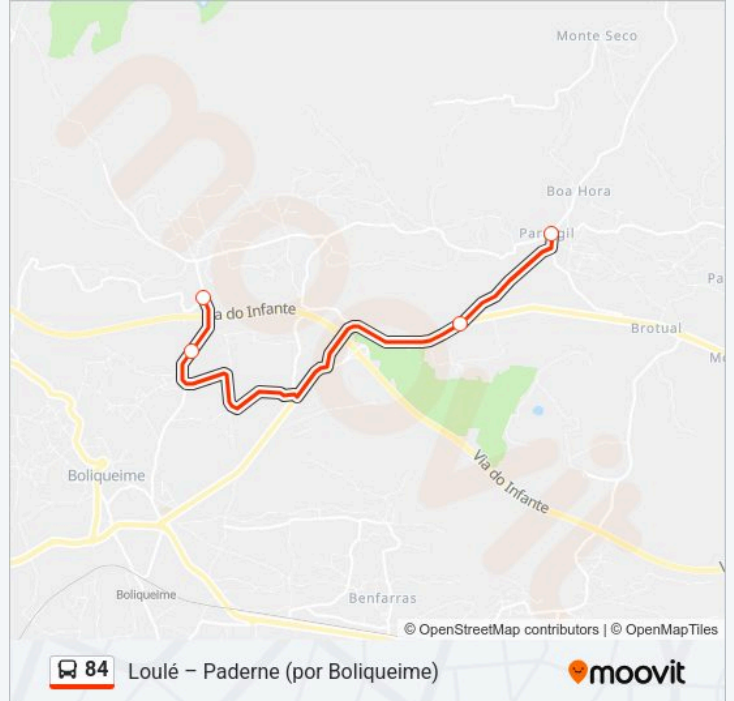 Monte Seco
Boa Hora
Via do Infante
Brotual
Boliqueime
Via do Infante
Boliqueime
Benfarras
© OpenStreetMap contributors | © OpenMapTiles
84 Loulé – Paderne (por Boliqueime)
moovit
moovit